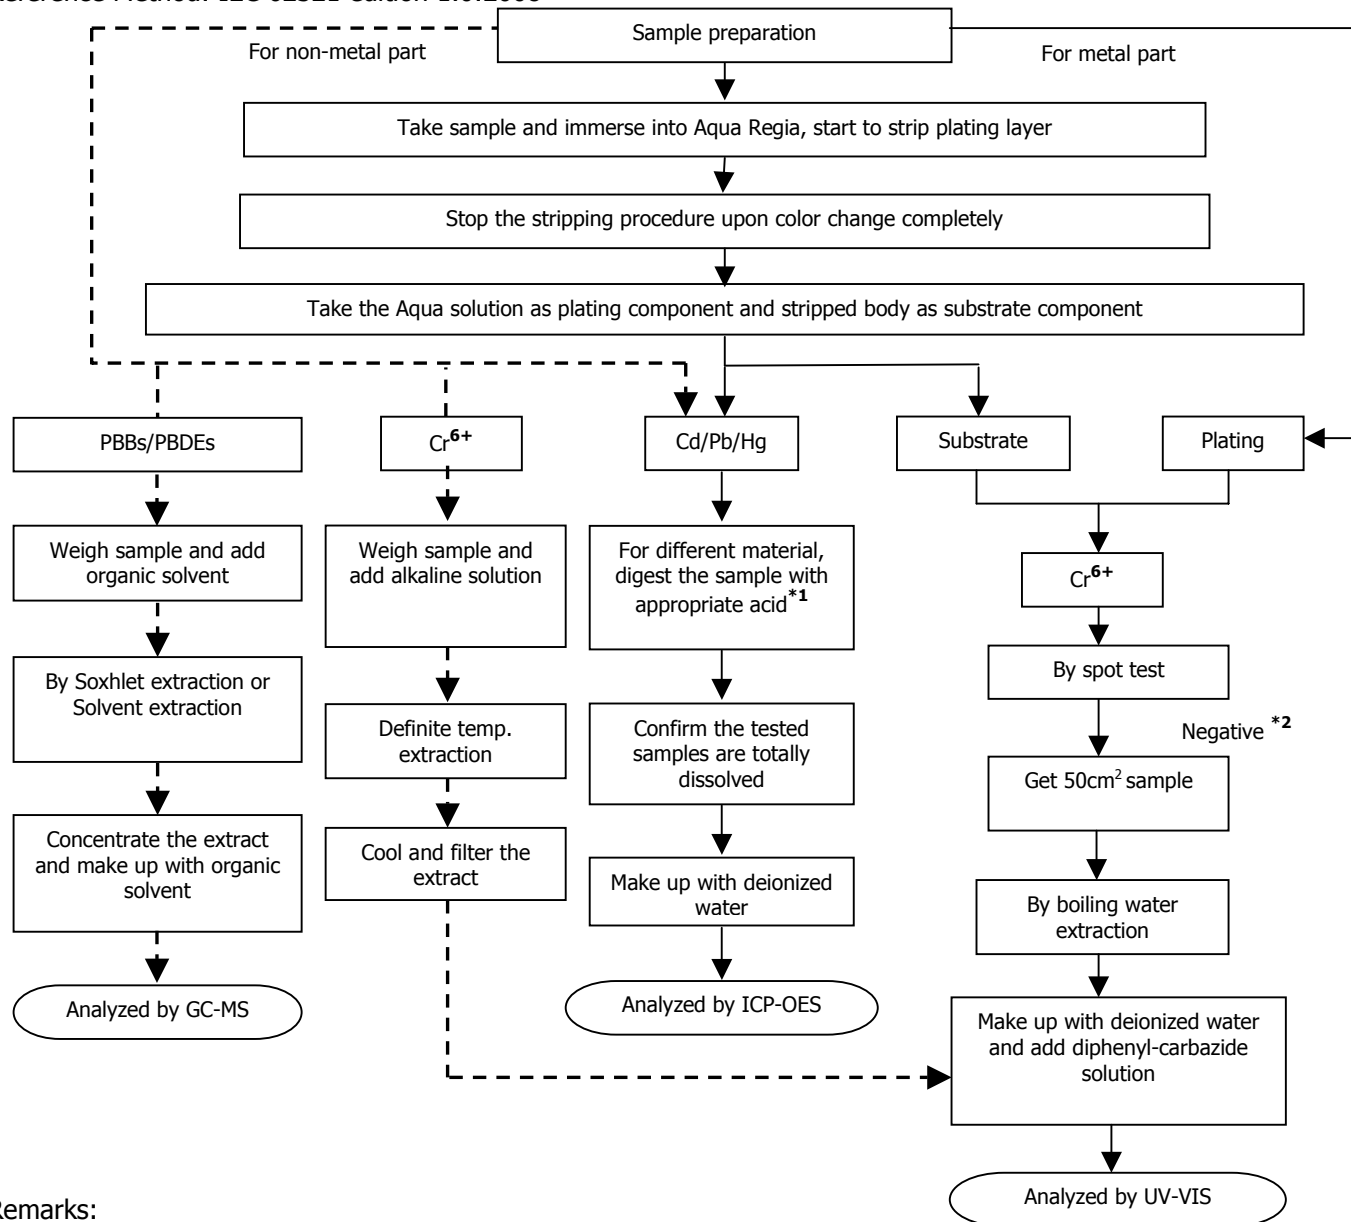 Sample preparation
For non-metal part
For metal part
Take sample and immerse into Aqua Regia, start to strip plating layer
Stop the stripping procedure upon color change completely
Take the Aqua solution as plating component and stripped body as substrate component
PBBs/PBDEs
Cr6+
Cd/Pb/Hg
Substrate
Plating
Weigh sample and add
organic solvent
Weigh sample and
add alkaline solution
For different material,
digest the sample with
appropriate acid*1
Cr6+
By spot test
By Soxhlet extraction or
Solvent extraction
Definite temp.
extraction
Confirm the tested
samples are totally
dissolved
Negative *2
Get 50cm2 sample
Concentrate the extract
and make up with organic
solvent
Cool and filter the
extract
Make up with deionized
water
By boiling water
extraction
Analyzed by GC-MS
Analyzed by ICP-OES
Make up with deionized water
and add diphenyl-carbazide
solution
Analyzed by UV-VIS
Remarks: